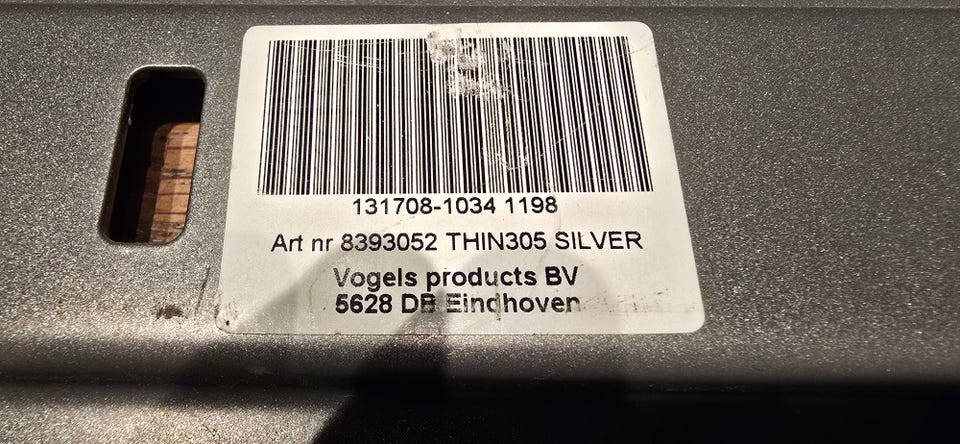 131708-1034 1198
Art nr 8393052 THIN305 SILVER
Vogels products BV
5628 DB Eindhoven